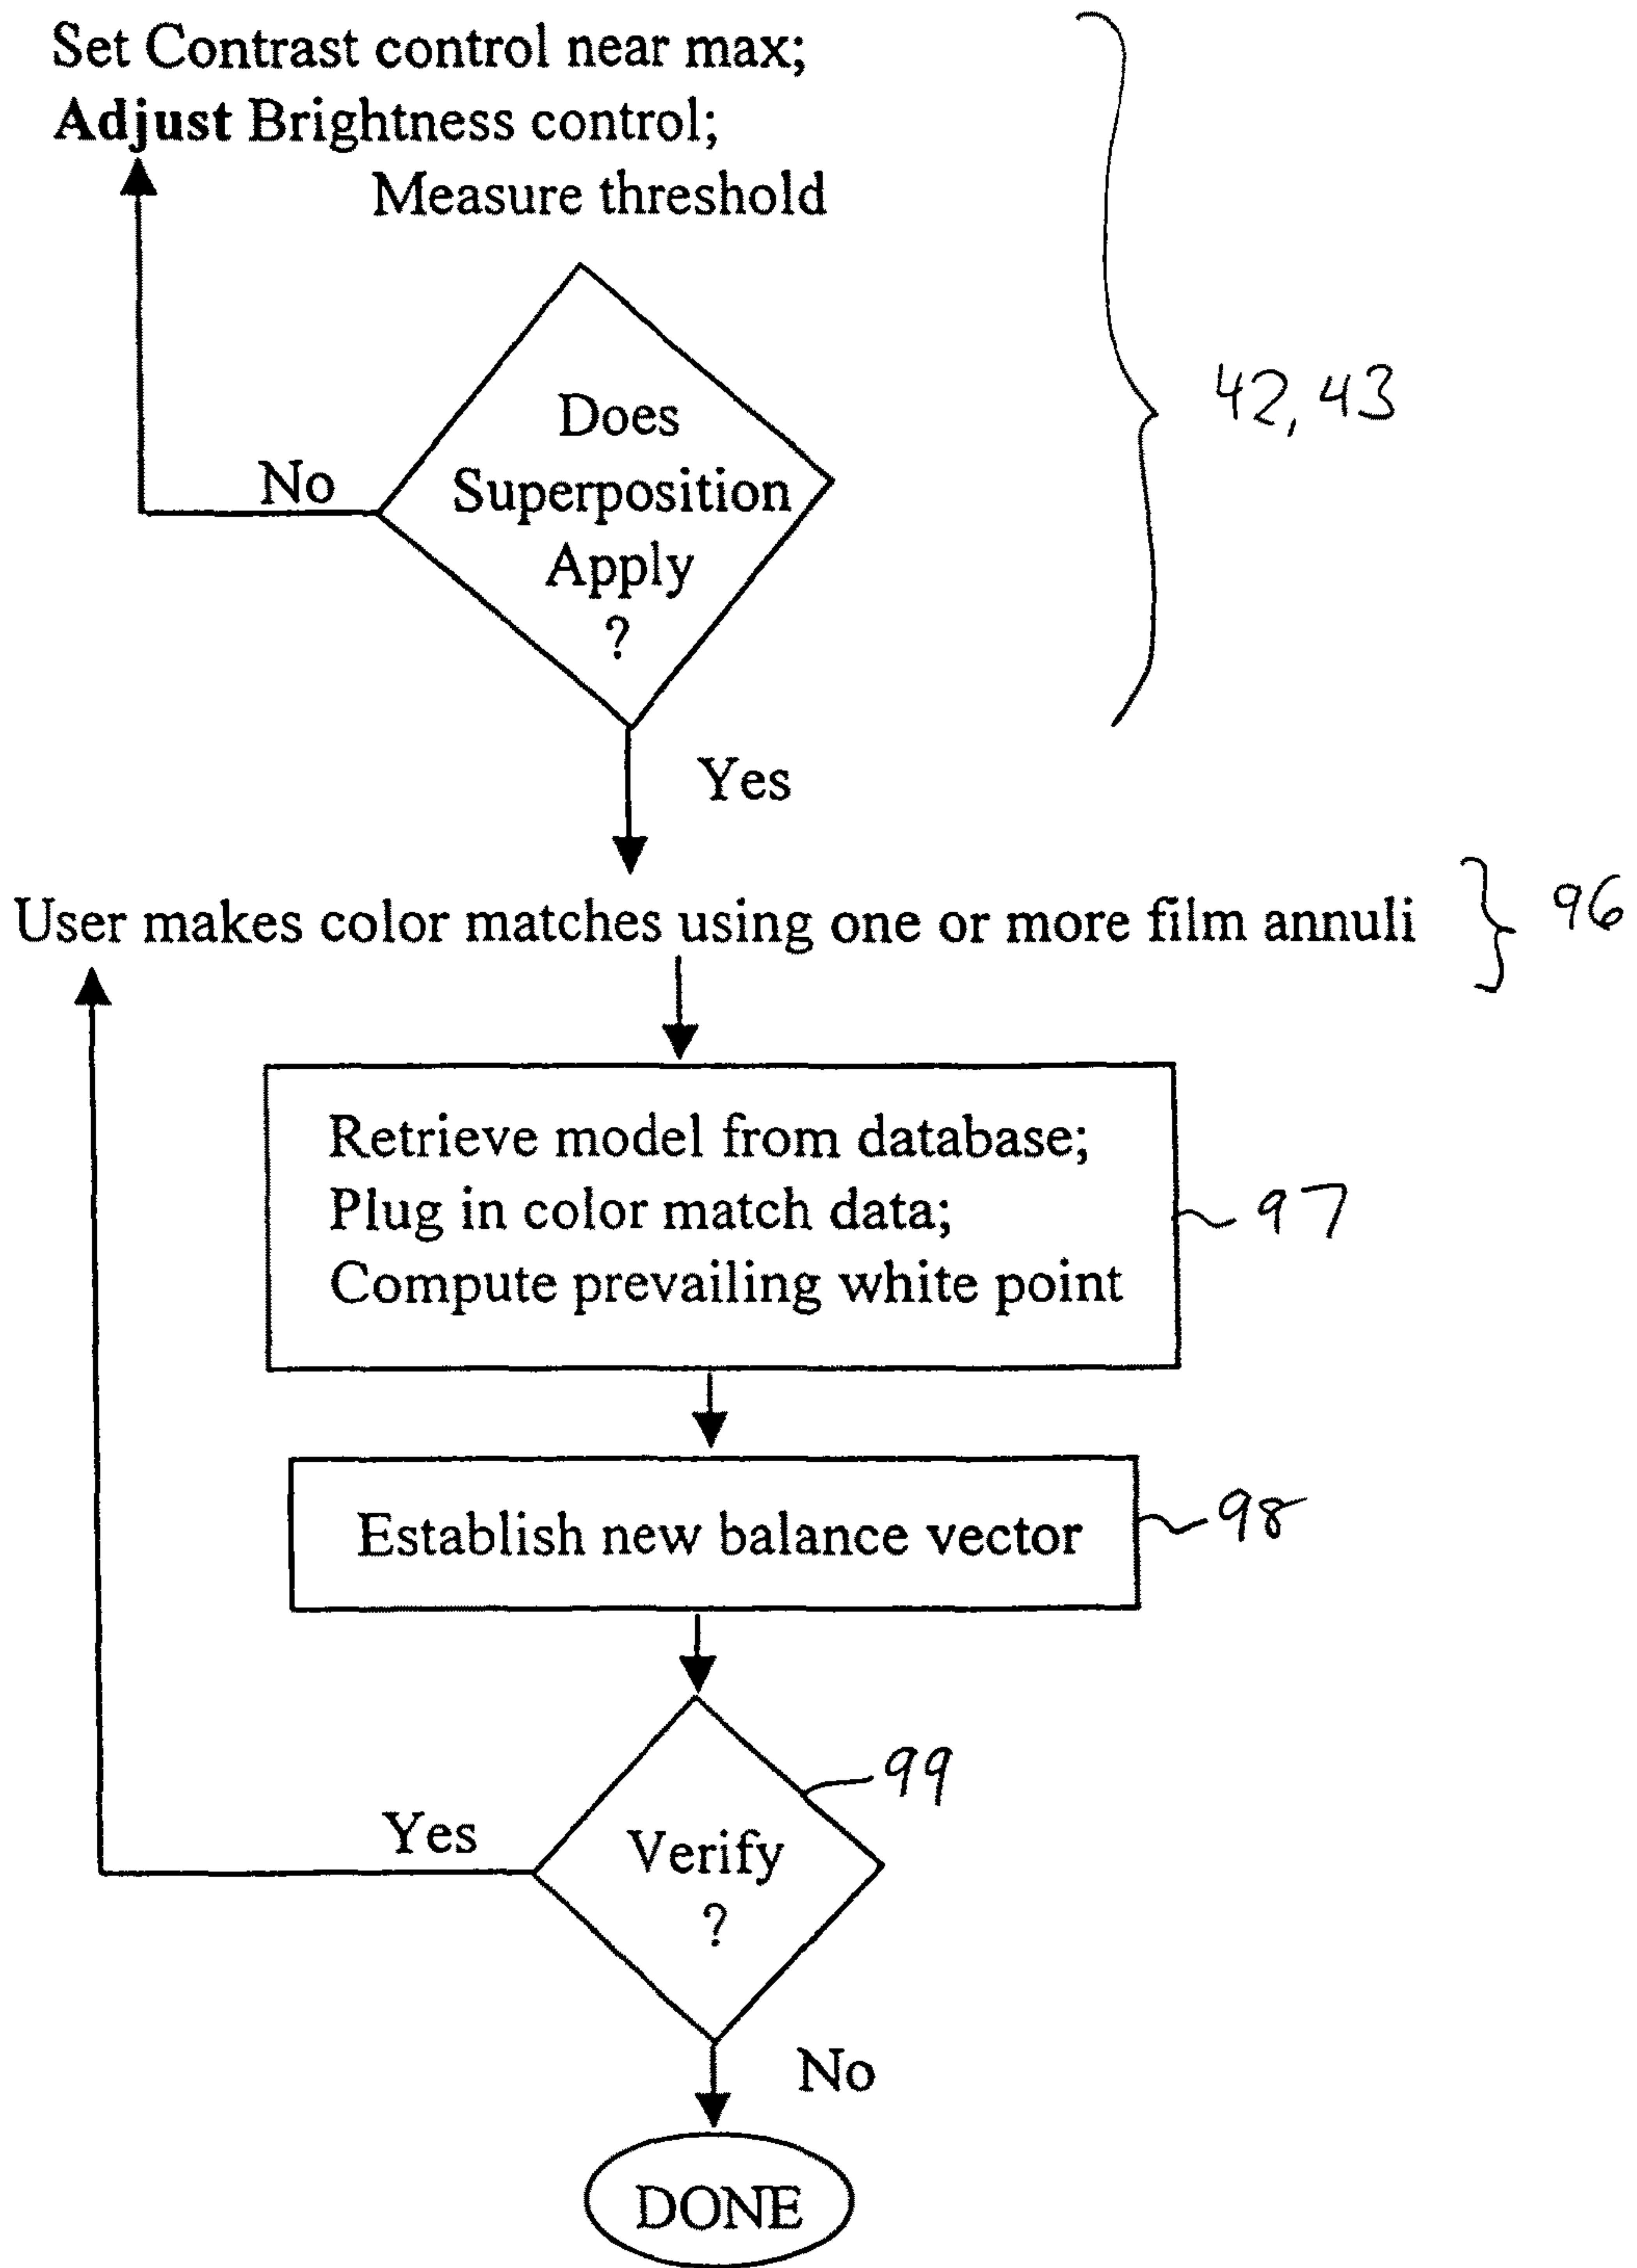 Set Contrast control near max;
Adjust Brightness control;
Measure threshold
42, 43
Does
Superposition
Apply
?
No
Yes
User makes color matches using one or more film annuli
96
Retrieve model from database;
Plug in color match data;
Compute prevailing white point
97
Establish new balance vector
98
99
Yes
Verify
?
No
DONE